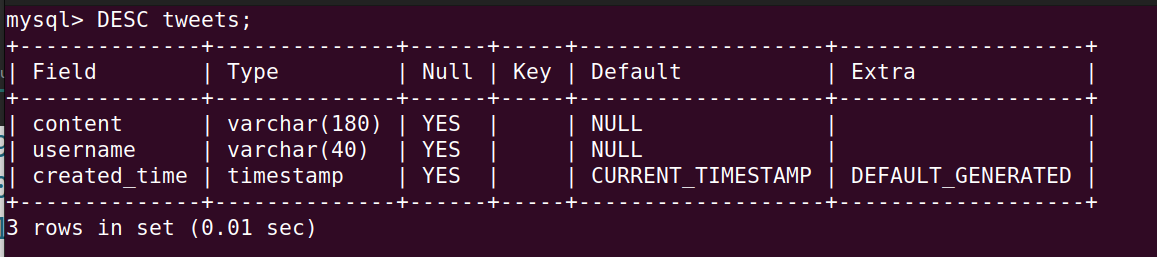 mysql> DESC tweets;
+--------------+--------------+------+-----+-------------------+-------------------+
| Field        | Type         | Null | Key | Default           | Extra             |
+--------------+--------------+------+-----+-------------------+-------------------+
| content      | varchar(180) | YES  |     | NULL              |                   |
| username     | varchar(40)  | YES  |     | NULL              |                   |
| created_time | timestamp    | YES  |     | CURRENT_TIMESTAMP | DEFAULT_GENERATED |
+--------------+--------------+------+-----+-------------------+-------------------+
3 rows in set (0.01 sec)